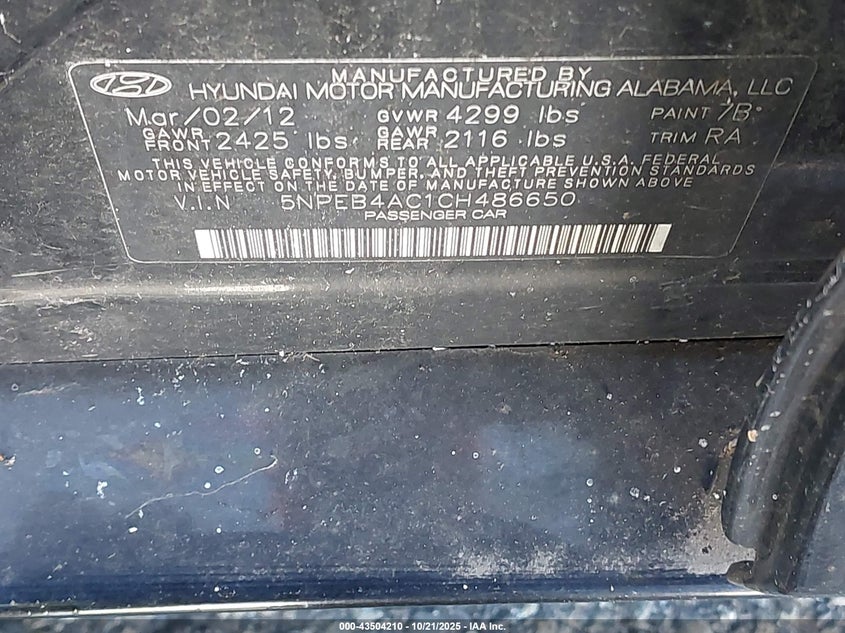 MANUFACTURED BY
HYUNDAI MOTOR MANUFACTURING ALABAMA, LLC
Mar/02/12 GVWR 4299 lbs PAINT 7B
GAWR FRONT 2425 lbs GAWR REAR 2116 lbs TRIM RA
THIS VEHICLE CONFORMS TO ALL APPLICABLE U.S.A. FEDERAL
MOTOR VEHICLE SAFETY, BUMPER, AND THEFT PREVENTION STANDARDS
IN EFFECT ON THE DATE OF MANUFACTURE SHOWN ABOVE
V.I.N 5NPEB4AC1CH486650
PASSENGER CAR
000-43504210 - 10/21/2025 - IAA Inc.